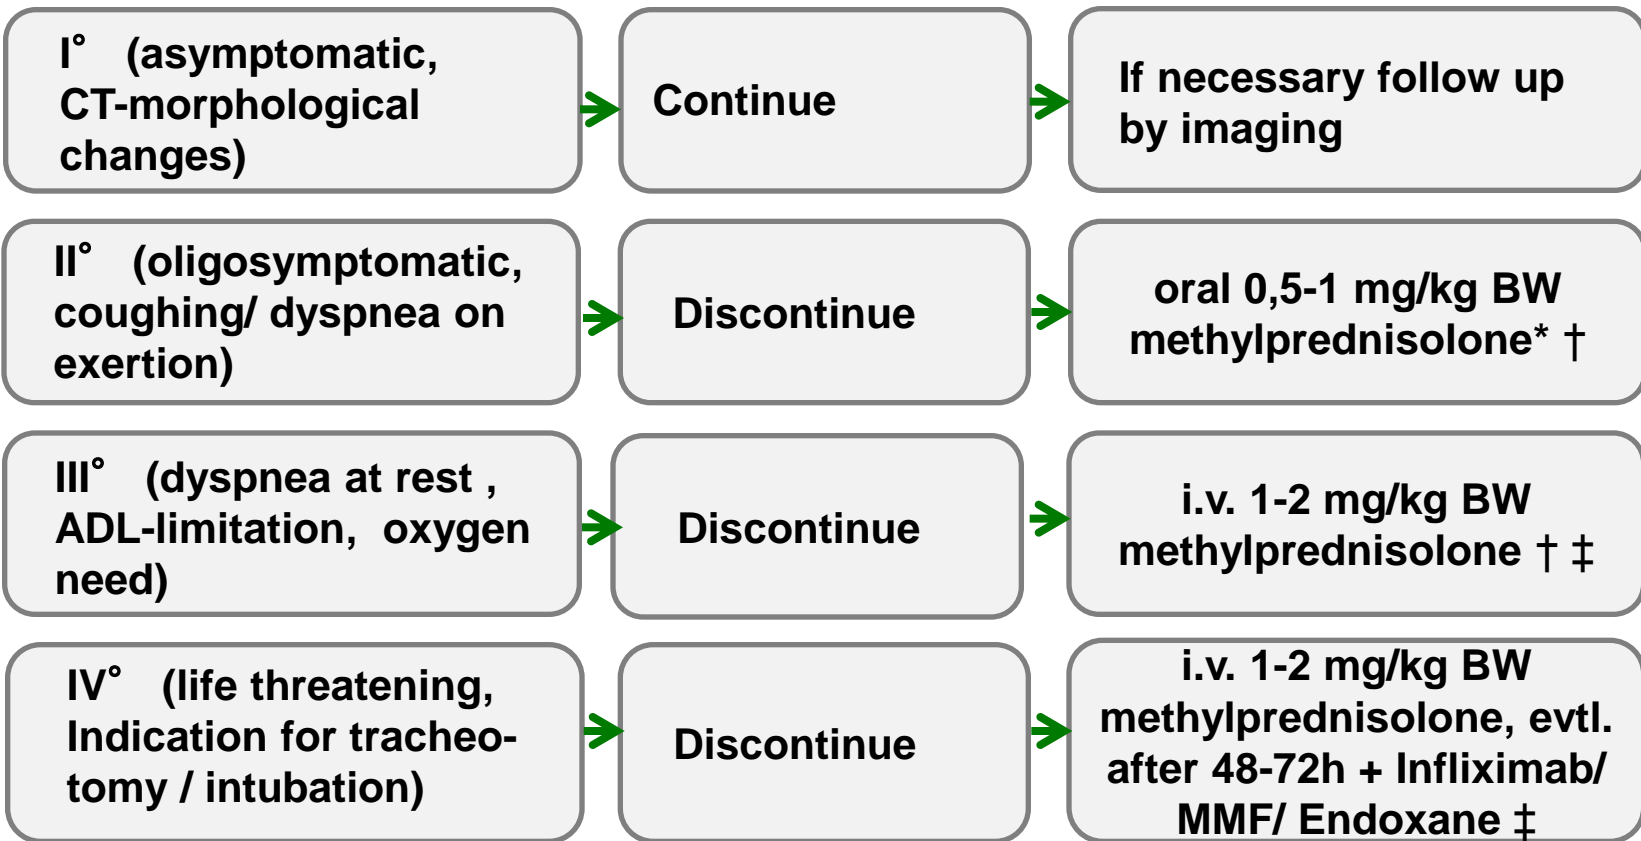 I° (asymptomatic,
CT-morphological
changes)
Continue
If necessary follow up
by imaging
II° (oligosymptomatic,
coughing/ dyspnea on
exertion)
Discontinue
oral 0,5-1 mg/kg BW
methylprednisolone* †
III° (dyspnea at rest ,
ADL-limitation, oxygen
need)
Discontinue
i.v. 1-2 mg/kg BW
methylprednisolone † ‡
IV° (life threatening,
Indication for tracheo-
tomy / intubation)
Discontinue
i.v. 1-2 mg/kg BW
methylprednisolone, evtl.
after 48-72h + Infliximab/
MMF/ Endoxane ‡